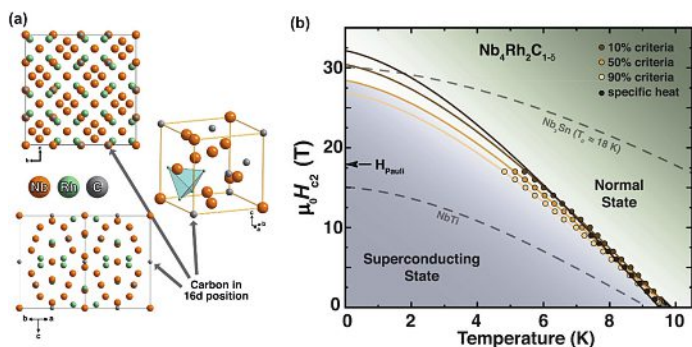 (a)
Nb Rh C
Carbon in
16d position
b a
c
(b)
Nb4Rh2C1-δ
10% criteria
50% criteria
90% criteria
specific heat
Nb3Sn (Tc = 18 K)
HPauli
Normal
State
NbTi
Superconducting
State
μ0Hc2 (T)
30
20
10
0
0 2 4 6 8 10
Temperature (K)